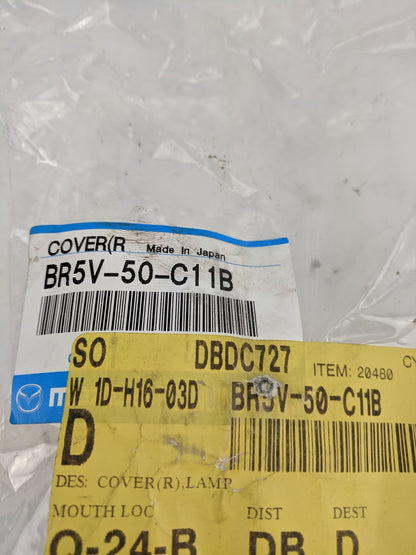 COVER(R Made In Japan
BR5V-50-C11B
SO DBDC727 ITEM: 20480
W 1D-H16-03D BR5V-50-C11B
D
DES: COVER(R),LAMP
MOUTH LOC DIST DEST
Q-24-B DB D